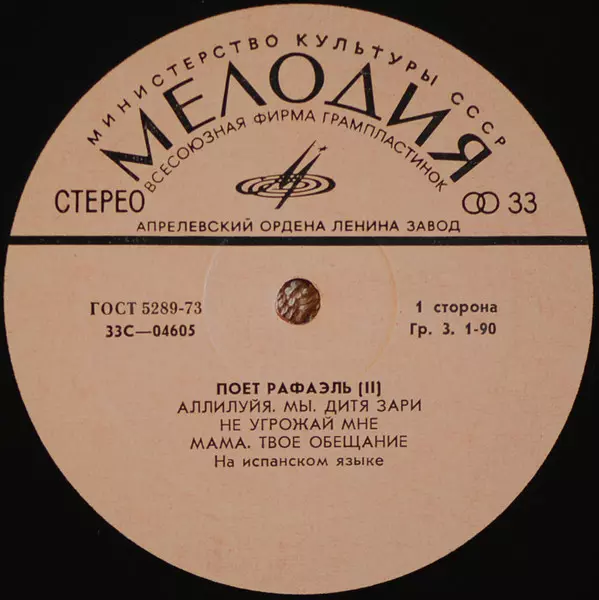 МИНИСТЕРСТВО КУЛЬТУРЫ СССР
МЕЛОДИЯ
ВСЕСОЮЗНАЯ ФИРМА ГРАМПЛАСТИНОК
СТЕРЕО
33
АПРЕЛЕВСКИЙ ОРДЕНА ЛЕНИНА ЗАВОД
ГОСТ 5289-73
33С—04605
1 сторона
Гр. 3. 1-90
ПОЕТ РАФАЭЛЬ (II)
АЛЛИЛУЙЯ. МЫ. ДИТЯ ЗАРИ
НЕ УГРОЖАЙ МНЕ
МАМА. ТВОЕ ОБЕЩАНИЕ
На испанском языке